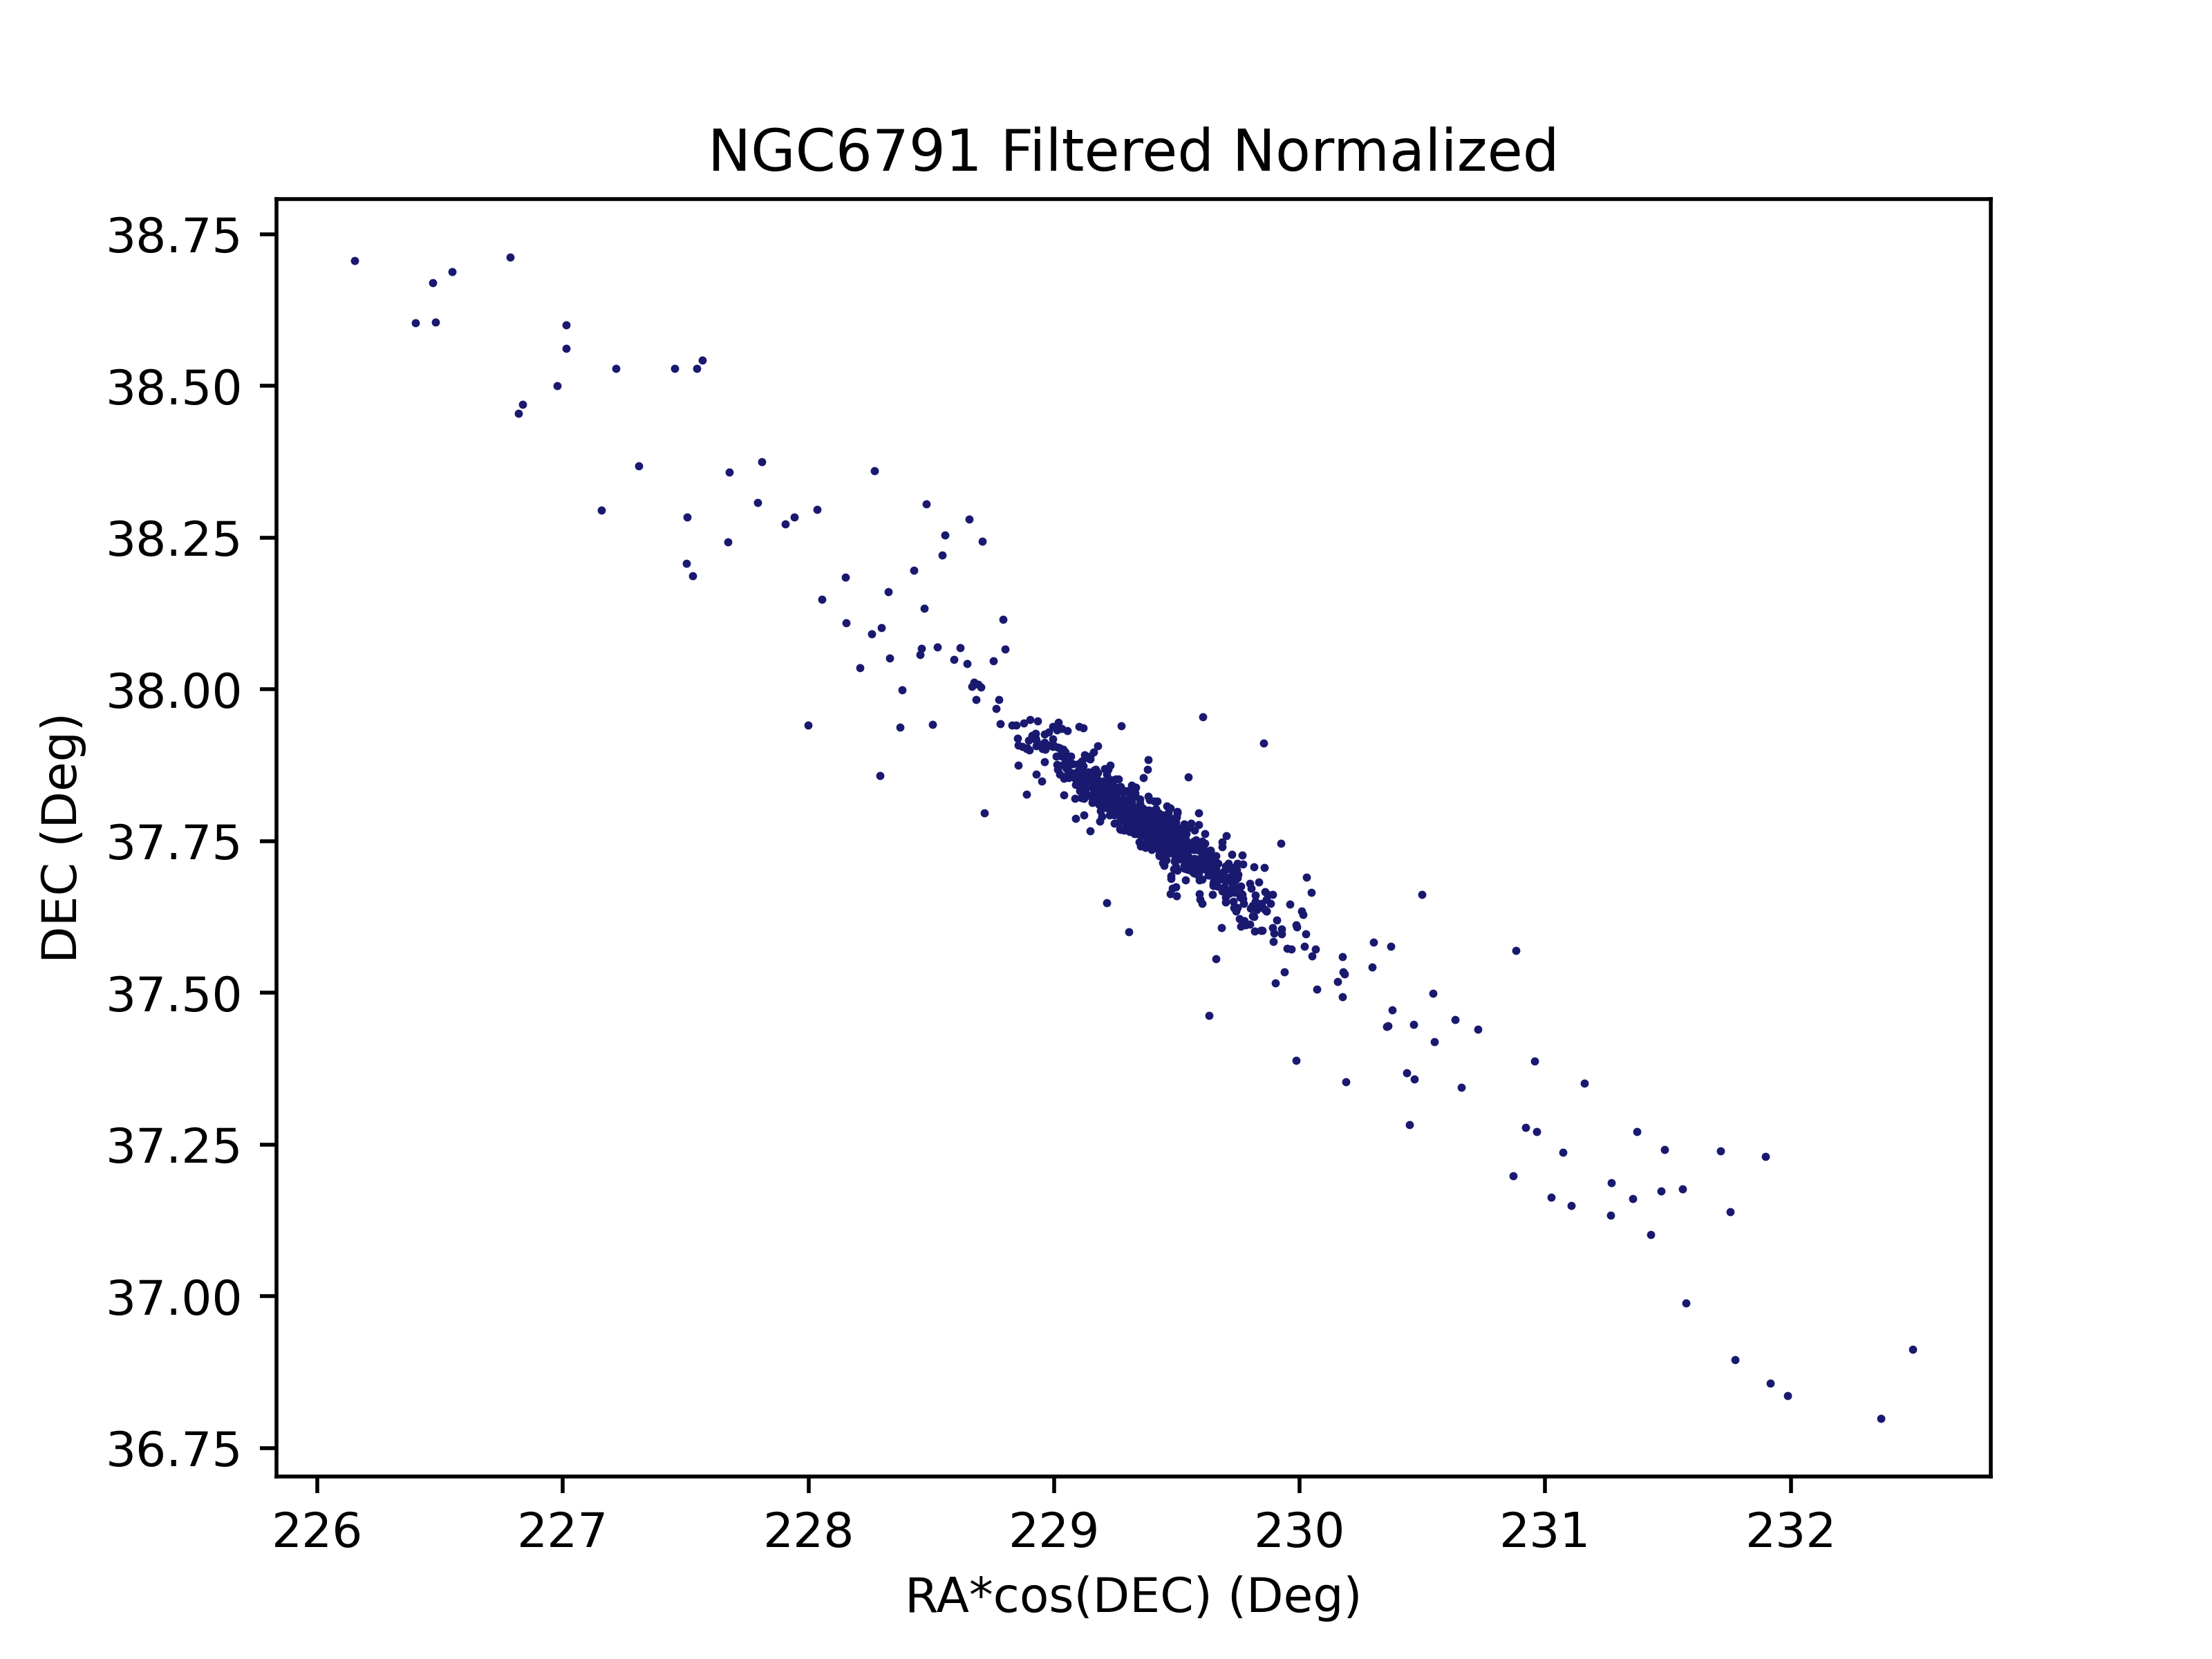 NGC6791 Filtered Normalized
38.75
38.50
38.25
38.00
37.75
37.50
37.25
37.00
36.75
DEC (Deg)
226 227 228 229 230 231 232
RA*cos(DEC) (Deg)